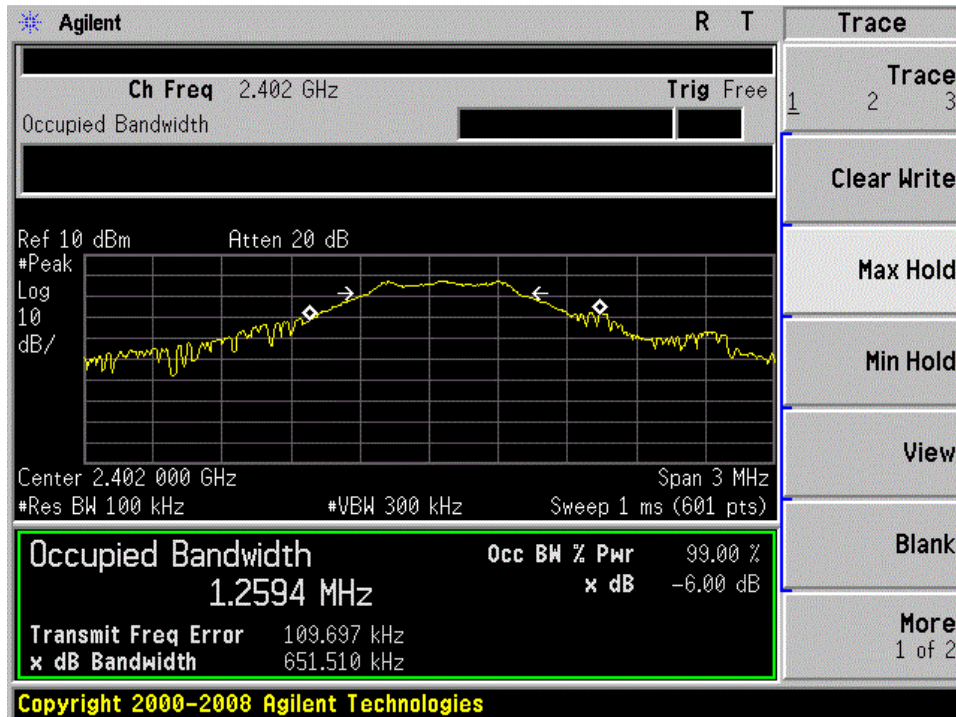 Agilent R T
Trace
Ch Freq 2.402 GHz Trig Free
Occupied Bandwidth
Ref 10 dBm Atten 20 dB
#Peak
Log
10
dB/
Center 2.402 000 GHz Span 3 MHz
#Res BW 100 kHz #VBW 300 kHz Sweep 1 ms (601 pts)
Occupied Bandwidth Occ BW % Pwr 99.00 %
1.2594 MHz x dB -6.00 dB
Transmit Freq Error 109.697 kHz
x dB Bandwidth 651.510 kHz
Copyright 2000-2008 Agilent Technologies
Trace
1 2 3
Clear Write
Max Hold
Min Hold
View
Blank
More
1 of 2